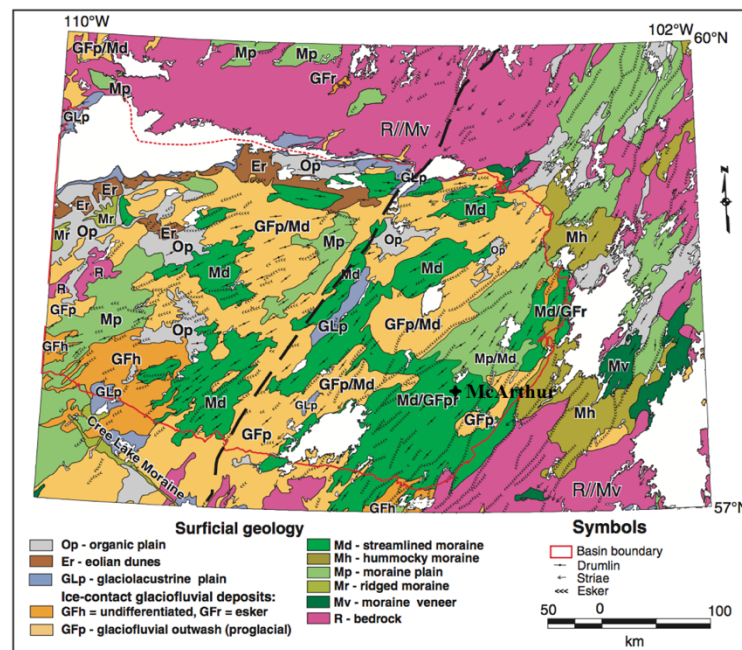 110°W
102°W
60°N
GFp/Md
Mp
Mp
Mp
GFr
GLp
R//Mv
Er
Op
GLp
Er
Er
Mr
Mr
Op
Er
Op
GFp/Md
Mp
Md
Op
Op
Mh
R
R
Md
Md
Md
GFp
GLp
GFp/Md
Md/GFr
Mp
Op
GFh
GFh
Mp/Md
Mv
GLp
Md
GFp/Md
GLp
Md/GFpr
McArthur
GFp
GFp
Mh
Cree Lake Moraine
R//Mv
GFh
57°N
Surficial geology
Op - organic plain
Er - eolian dunes
GLp - glaciolacustrine plain
Ice-contact glaciofluvial deposits:
GFh = undifferentiated, GFr = esker
GFp - glaciofluvial outwash (proglacial)
Md - streamlined moraine
Mh - hummocky moraine
Mp - moraine plain
Mr - ridged moraine
Mv - moraine veneer
R - bedrock
Symbols
Basin boundary
Drumlin
Striae
Esker
50 0 100
km
N